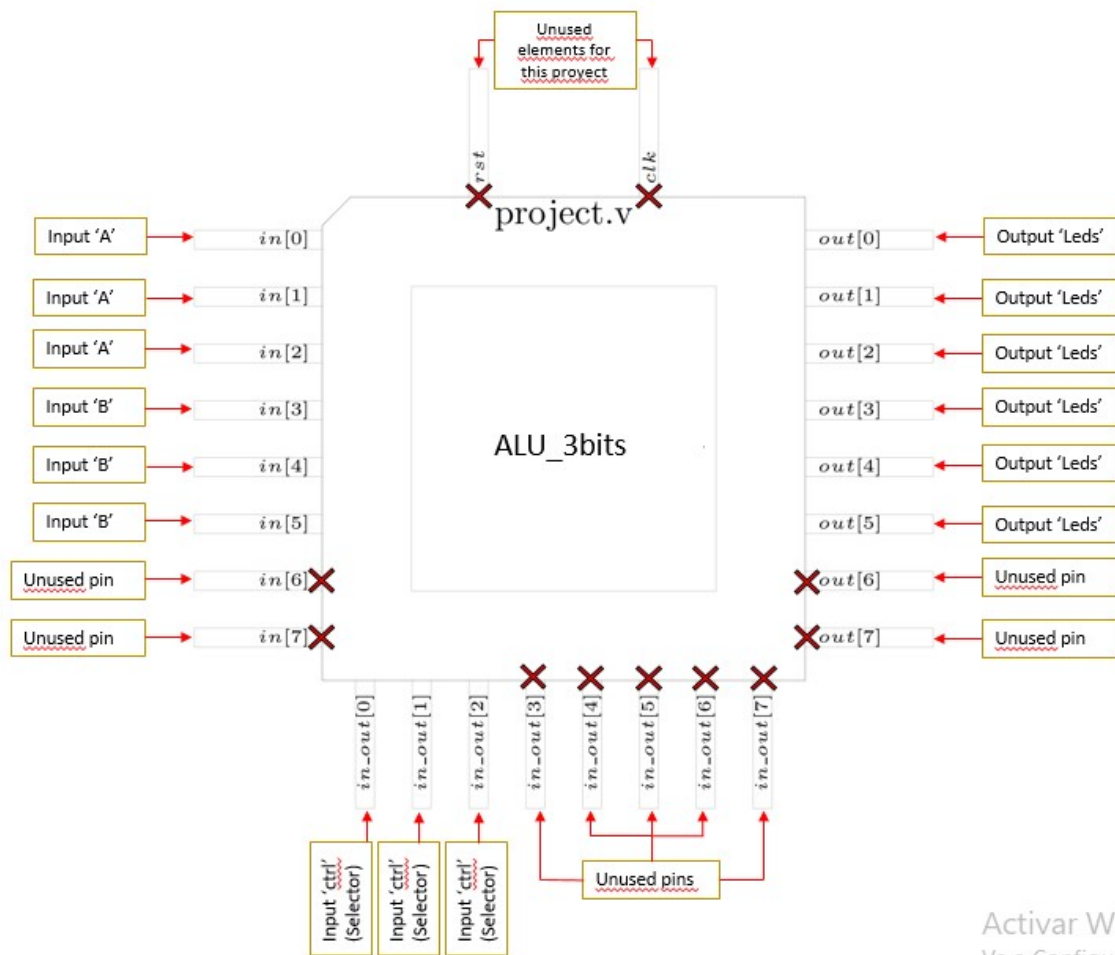 Unused
elements for
this proyect
rst
clk
project.v
Input ‘A’
in[0]
out[0]
Output ‘Leds’
Input ‘A’
in[1]
out[1]
Output ‘Leds’
Input ‘A’
in[2]
out[2]
Output ‘Leds’
Input ‘B’
in[3]
out[3]
Output ‘Leds’
Input ‘B’
in[4]
ALU_3bits
out[4]
Output ‘Leds’
Input ‘B’
in[5]
out[5]
Output ‘Leds’
Unused pin
in[6]
out[6]
Unused pin
Unused pin
in[7]
out[7]
Unused pin
in_out[0]
in_out[1]
in_out[2]
in_out[3]
in_out[4]
in_out[5]
in_out[6]
in_out[7]
Input ‘ctrl’
(Selector)
Input ‘ctrl’
(Selector)
Input ‘ctrl’
(Selector)
Unused pins
Activar W